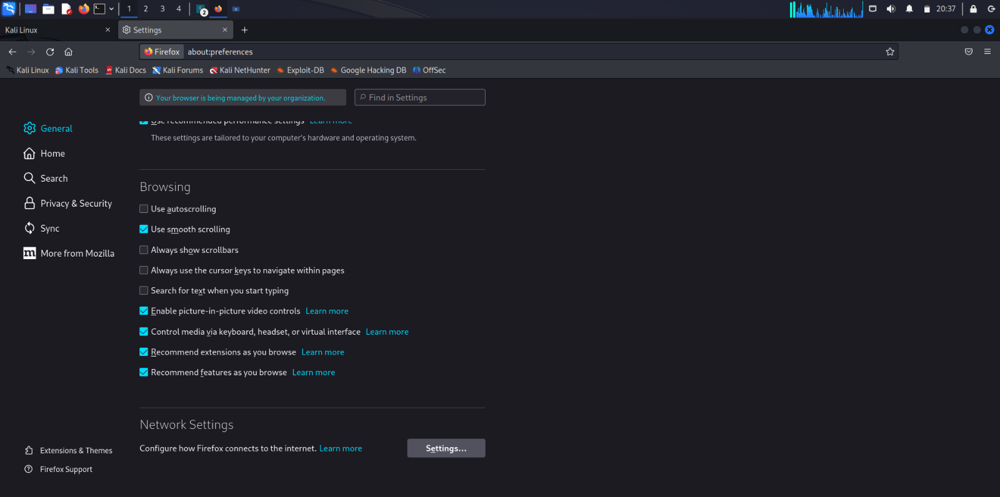 1 2 3 4 2 20:37
Kali Linux
Settings
Firefox about:preferences
Kali Linux Kali Tools Kali Docs Kali Forums Kali NetHunter Exploit-DB Google Hacking DB OffSec
Your browser is being managed by your organization.
Find in Settings
General
Home
Search
Privacy & Security
Sync
m More from Mozilla
Extensions & Themes
Firefox Support
Use recommended performance settings Learn more
These settings are tailored to your computer's hardware and operating system.
Browsing
Use autoscrolling
Use smooth scrolling
Always show scrollbars
Always use the cursor keys to navigate within pages
Search for text when you start typing
Enable picture-in-picture video controls Learn more
Control media via keyboard, headset, or virtual interface Learn more
Recommend extensions as you browse Learn more
Recommend features as you browse Learn more
Network Settings
Configure how Firefox connects to the internet. Learn more
Settings...